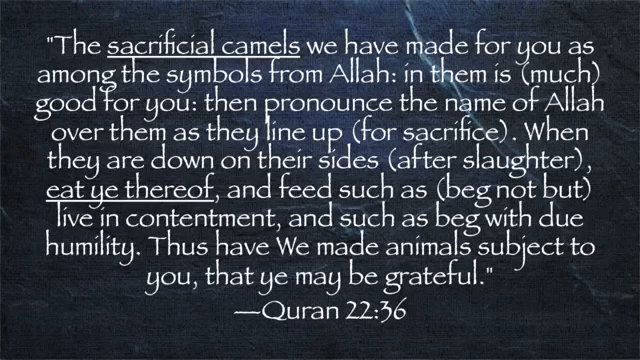 "The sacrificial camels we have made for you as
among the symbols from Allah: in them is (much)
good for you: then pronounce the name of Allah
over them as they line up (for sacrifice). When
they are down on their sides (after slaughter),
eat ye thereof, and feed such as (beg not but)
live in contentment, and such as beg with due
humility. Thus have We made animals subject to
you, that ye may be grateful."
—Quran 22:36